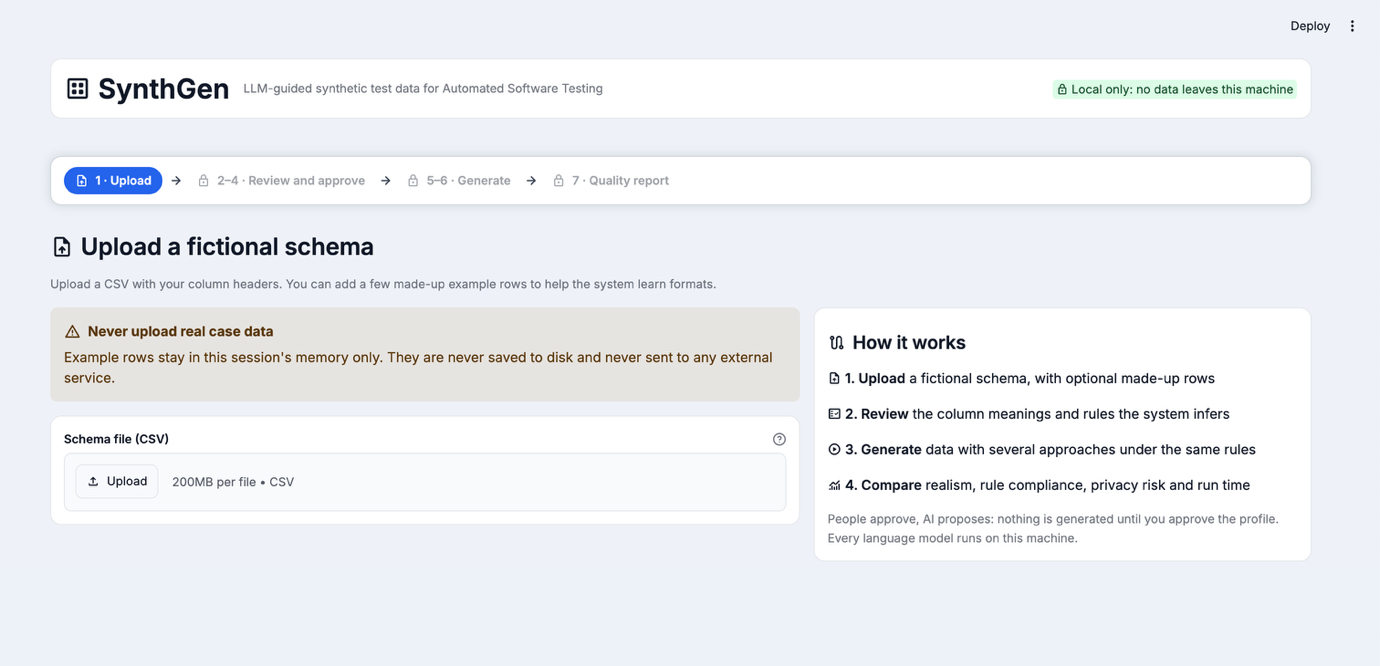 Deploy
SynthGen
LLM-guided synthetic test data for Automated Software Testing
Local only: no data leaves this machine
1 · Upload
2–4 · Review and approve
5–6 · Generate
7 · Quality report
Upload a fictional schema
Upload a CSV with your column headers. You can add a few made-up example rows to help the system learn formats.
Never upload real case data
Example rows stay in this session's memory only. They are never saved to disk and never sent to any external
service.
Schema file (CSV)
Upload
200MB per file • CSV
How it works
1. Upload a fictional schema, with optional made-up rows
2. Review the column meanings and rules the system infers
3. Generate data with several approaches under the same rules
4. Compare realism, rule compliance, privacy risk and run time
People approve, AI proposes: nothing is generated until you approve the profile.
Every language model runs on this machine.